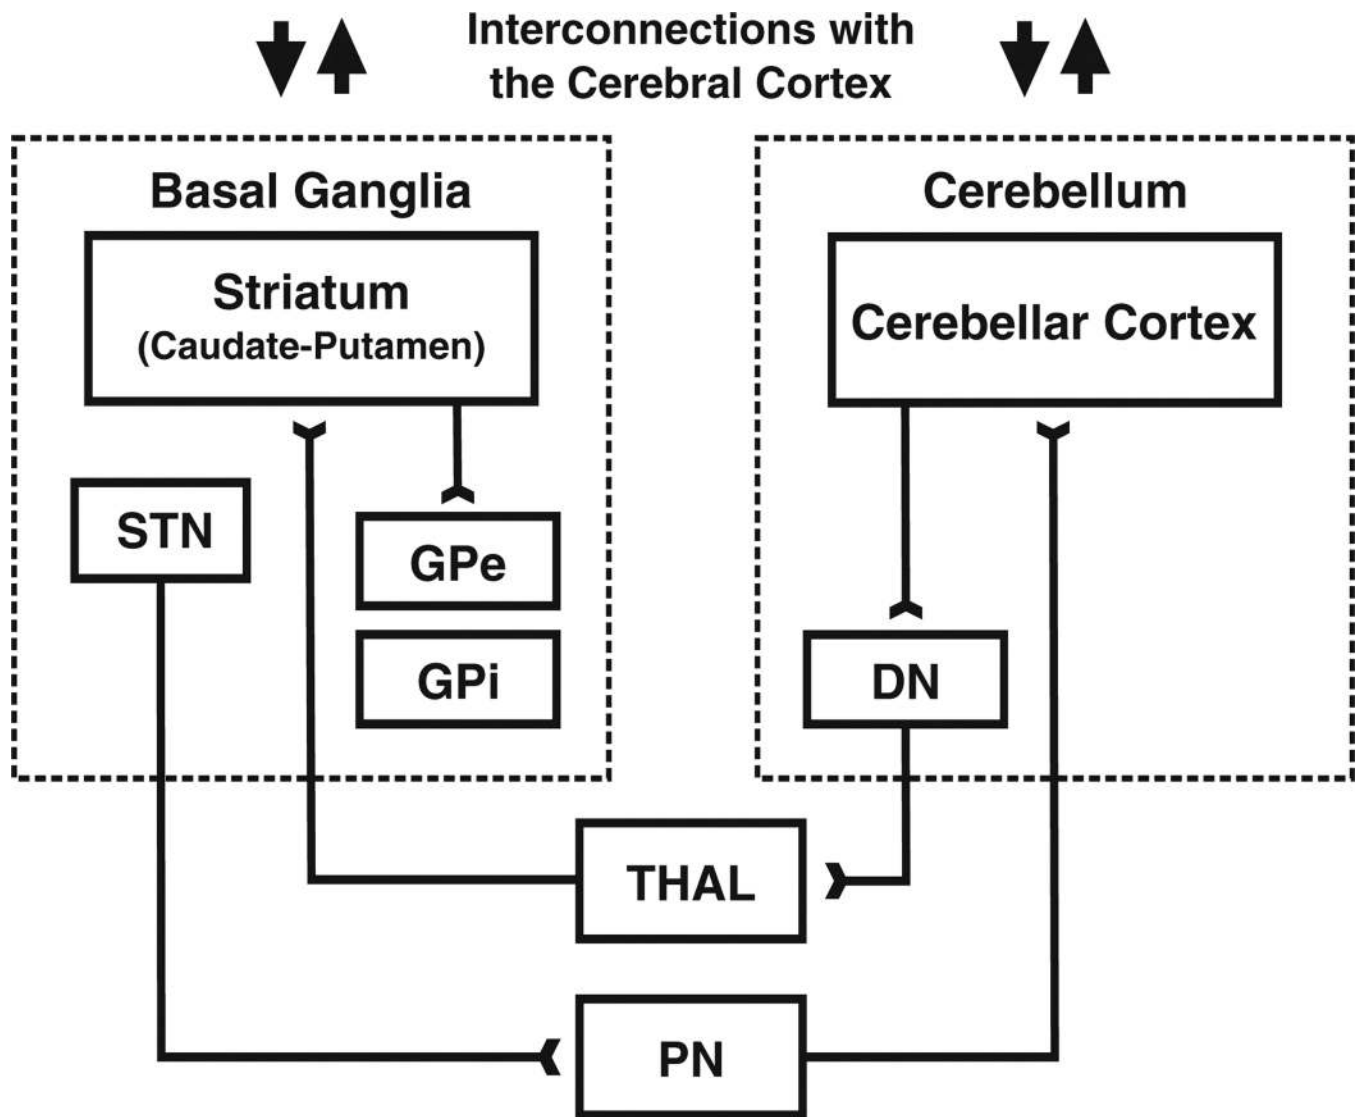 Interconnections with
the Cerebral Cortex
Basal Ganglia
Striatum
(Caudate-Putamen)
STN
GPe
GPi
Cerebellum
Cerebellar Cortex
DN
THAL
PN